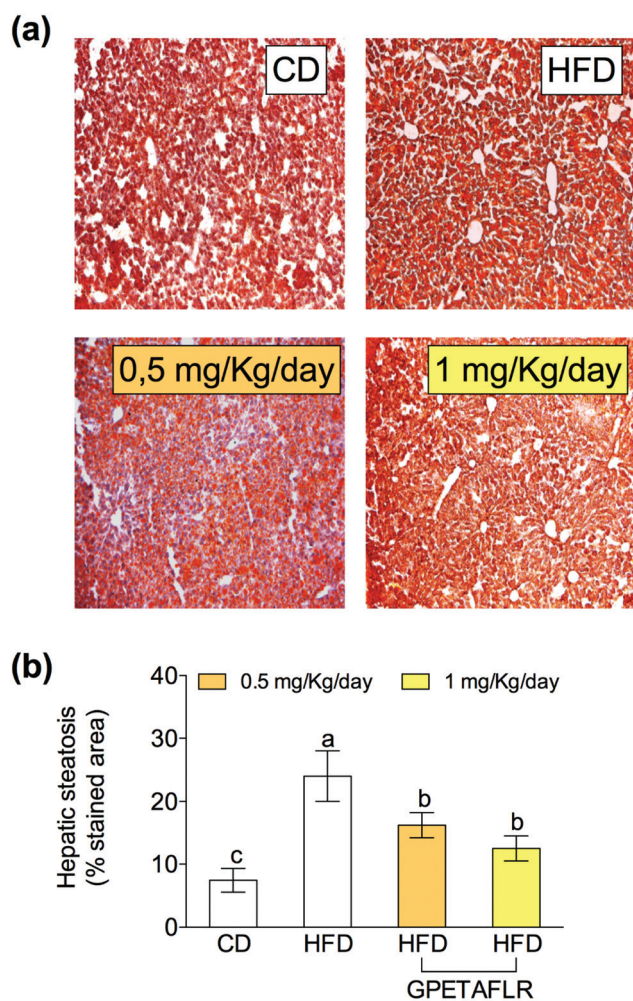 (a)
CD
HFD
0,5 mg/Kg/day
1 mg/Kg/day
(b)
0.5 mg/Kg/day
1 mg/Kg/day
Hepatic steatosis
(% stained area)
40
30
20
10
0
c
a
b
b
CD
HFD
HFD
HFD
GPETAFLR